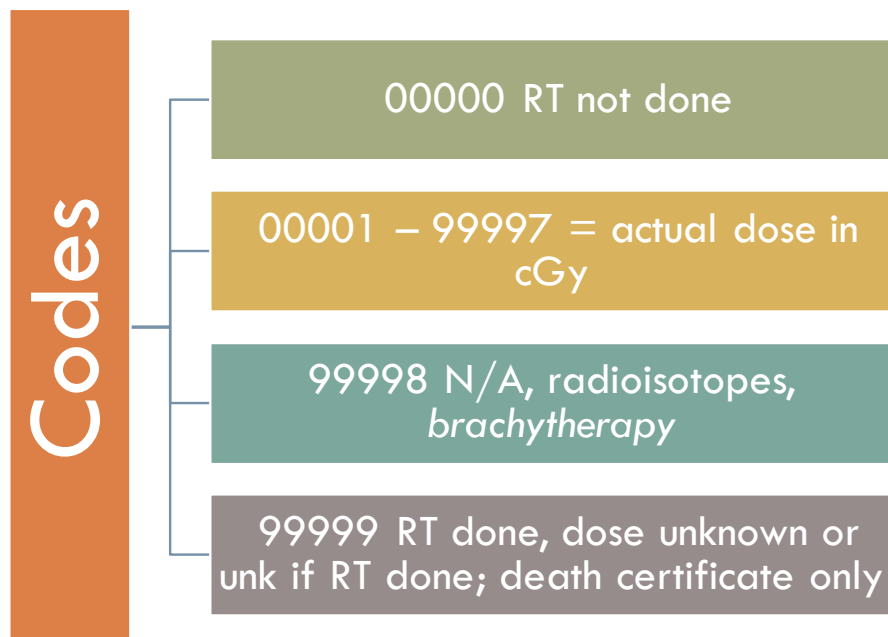 Codes
00000 RT not done
00001 – 99997 = actual dose in
cGy
99998 N/A, radioisotopes,
brachytherapy
99999 RT done, dose unknown or
unk if RT done; death certificate only